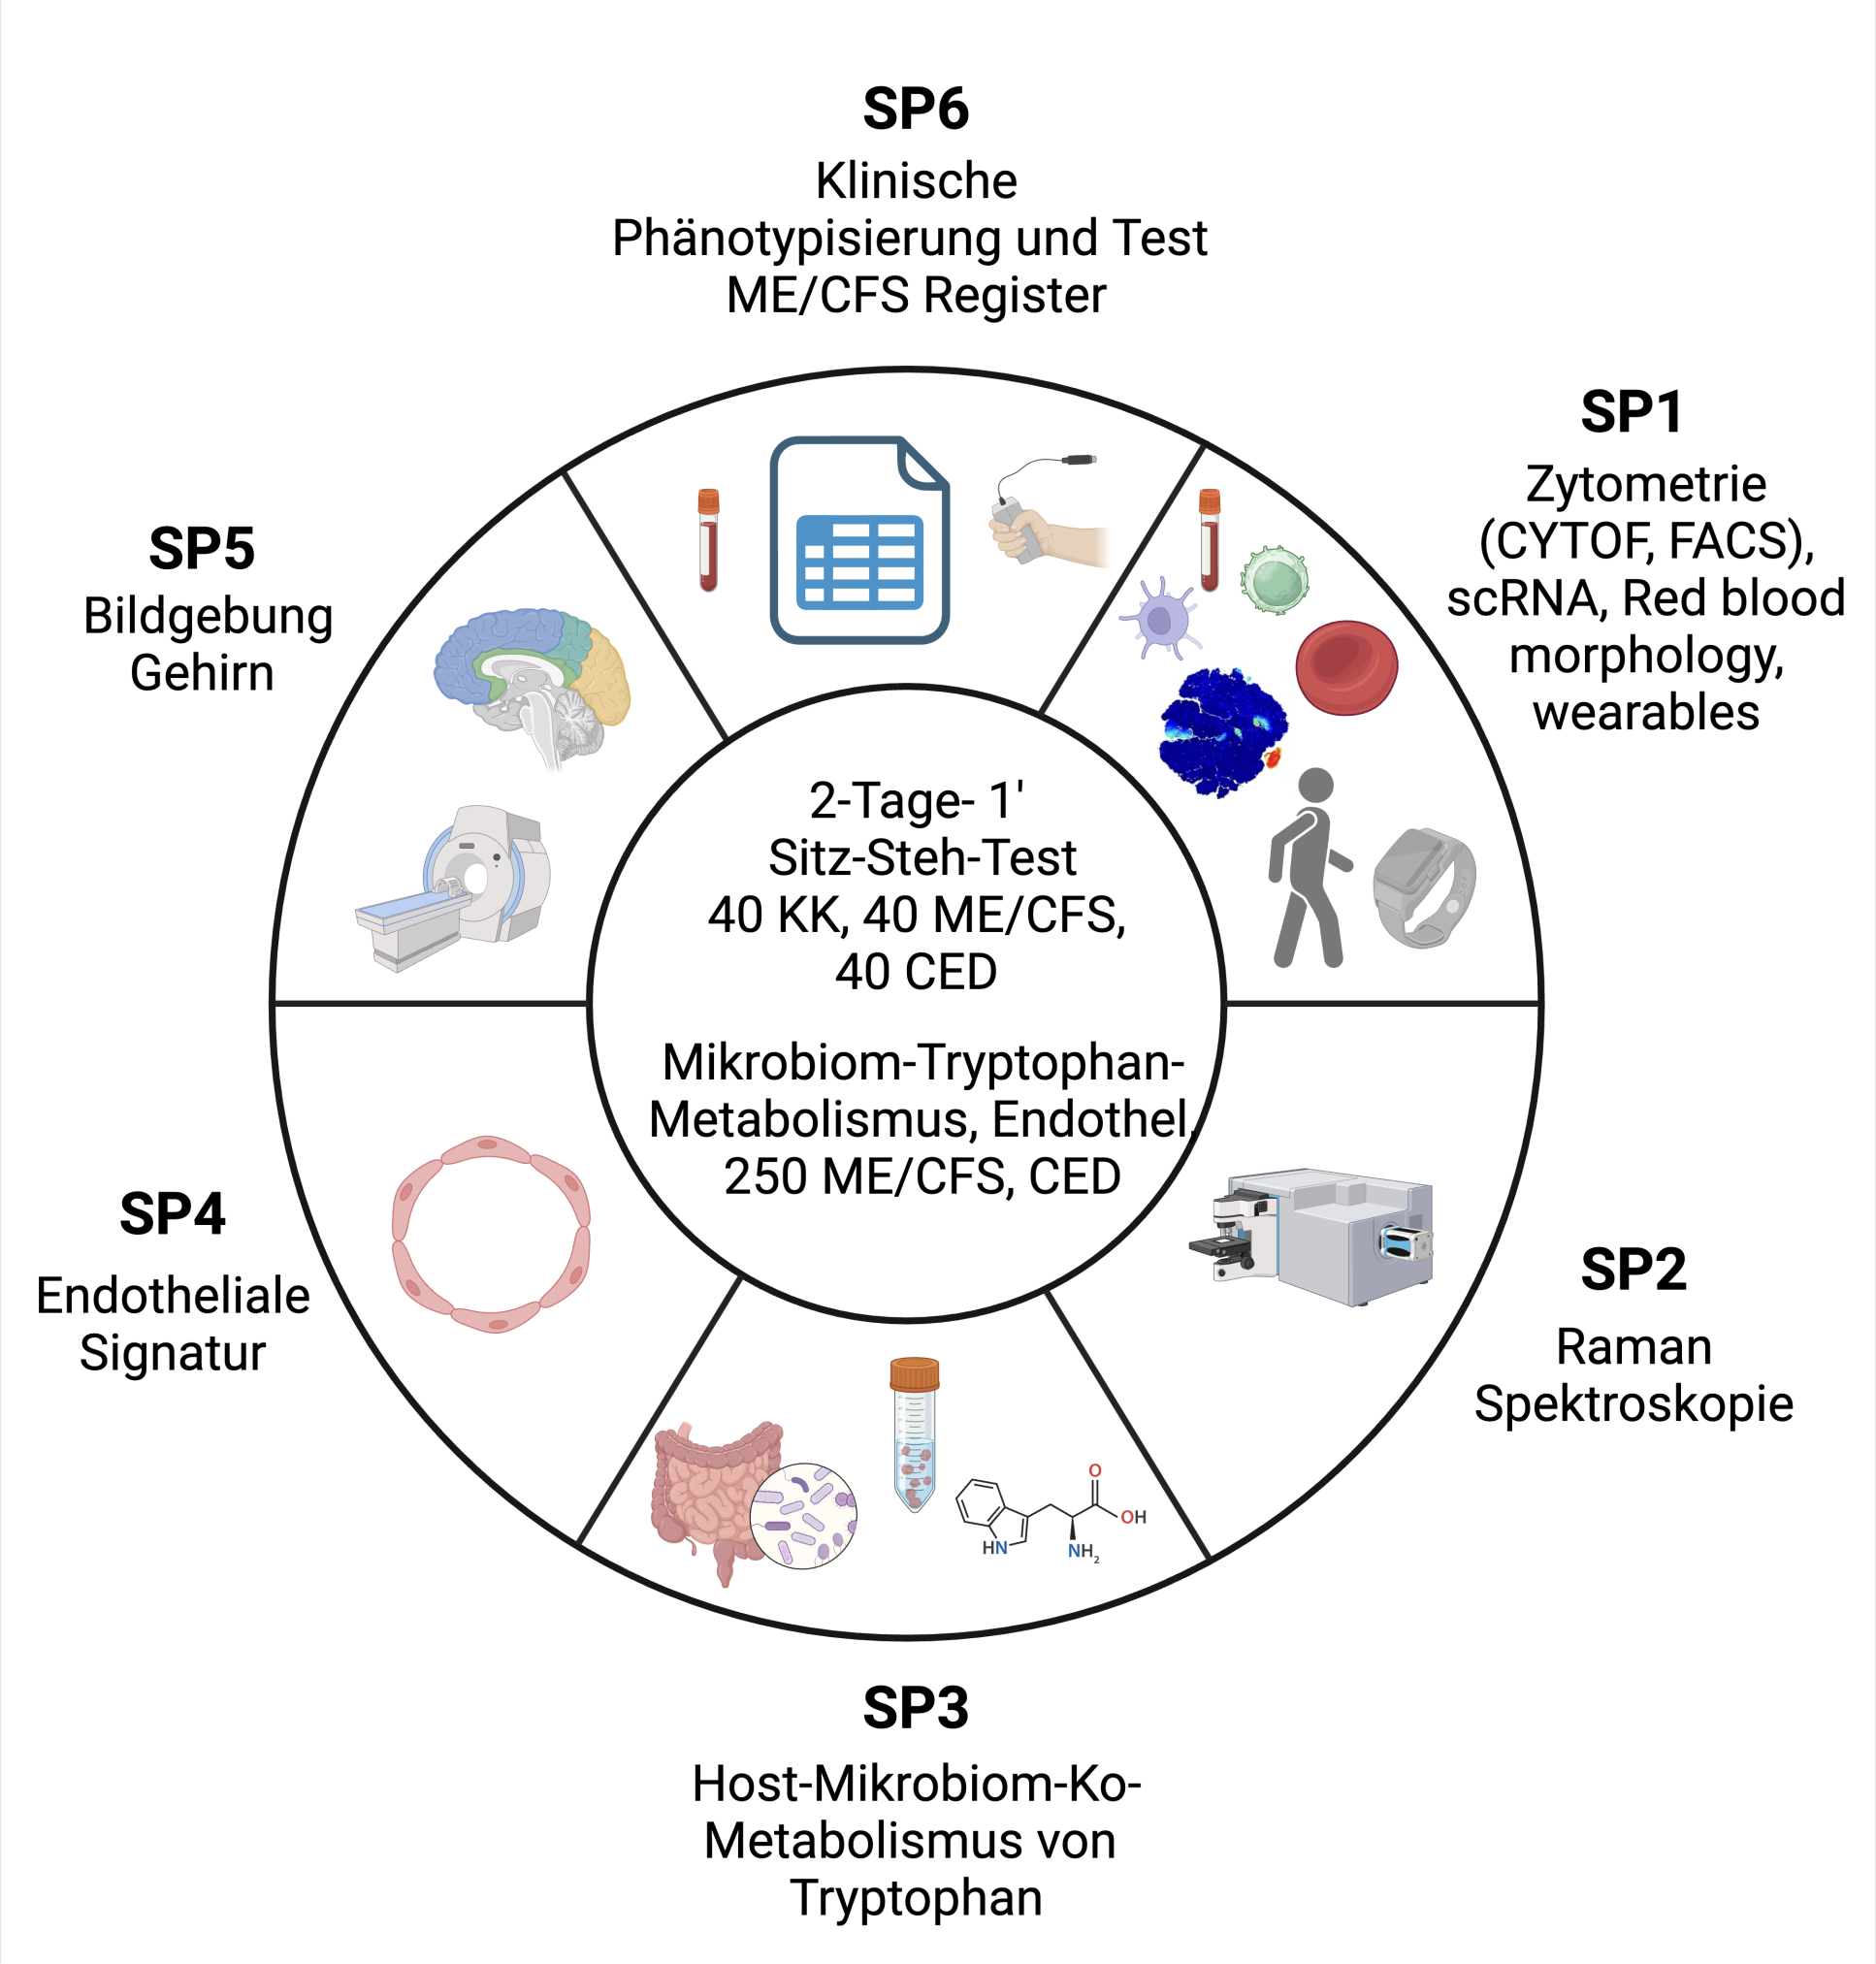 SP6
Klinische
Phänotypisierung und Test
ME/CFS Register
SP1
Zytometrie
(CYTOF, FACS),
scRNA, Red blood
morphology,
wearables
SP5
Bildgebung
Gehirn
2-Tage- 1'
Sitz-Steh-Test
40 KK, 40 ME/CFS,
40 CED
Mikrobiom-Tryptophan-
Metabolismus, Endothel,
250 ME/CFS, CED
SP4
Endotheliale
Signatur
SP2
Raman
Spektroskopie
O
OH
HN
NH₂
SP3
Host-Mikrobiom-Ko-
Metabolismus von
Tryptophan